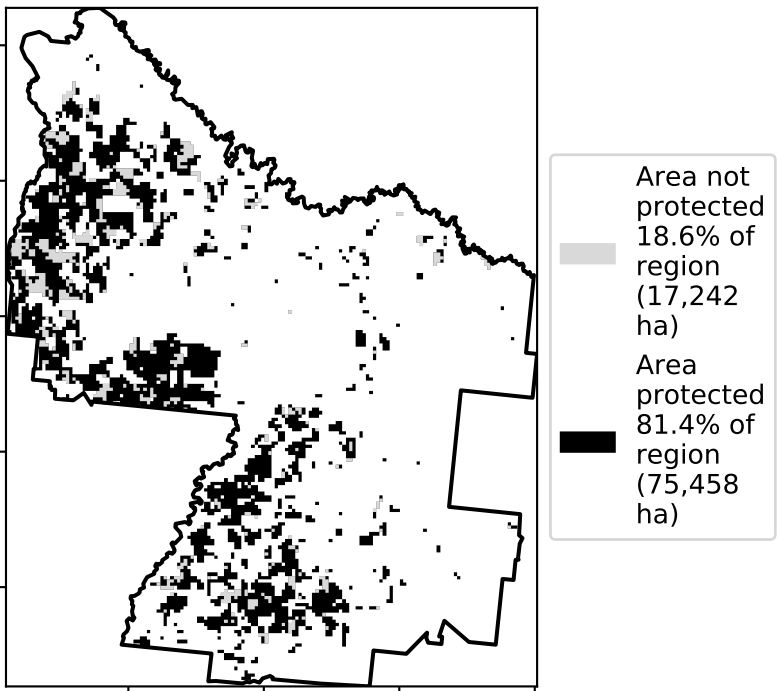 Area not
protected
18.6% of
region
(17,242
ha)
Area
protected
81.4% of
region
(75,458
ha)